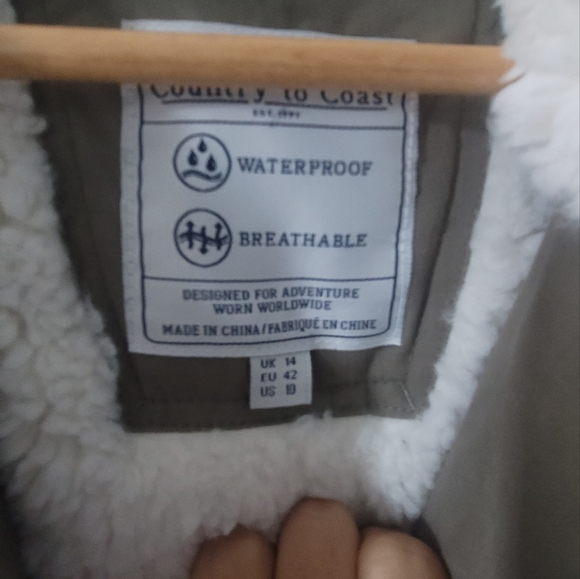 Country to Coast
WATERPROOF
BREATHABLE
DESIGNED FOR ADVENTURE
WORN WORLDWIDE
MADE IN CHINA/FABRIQUÉ EN CHINE
UK 14
EU 42
US 10